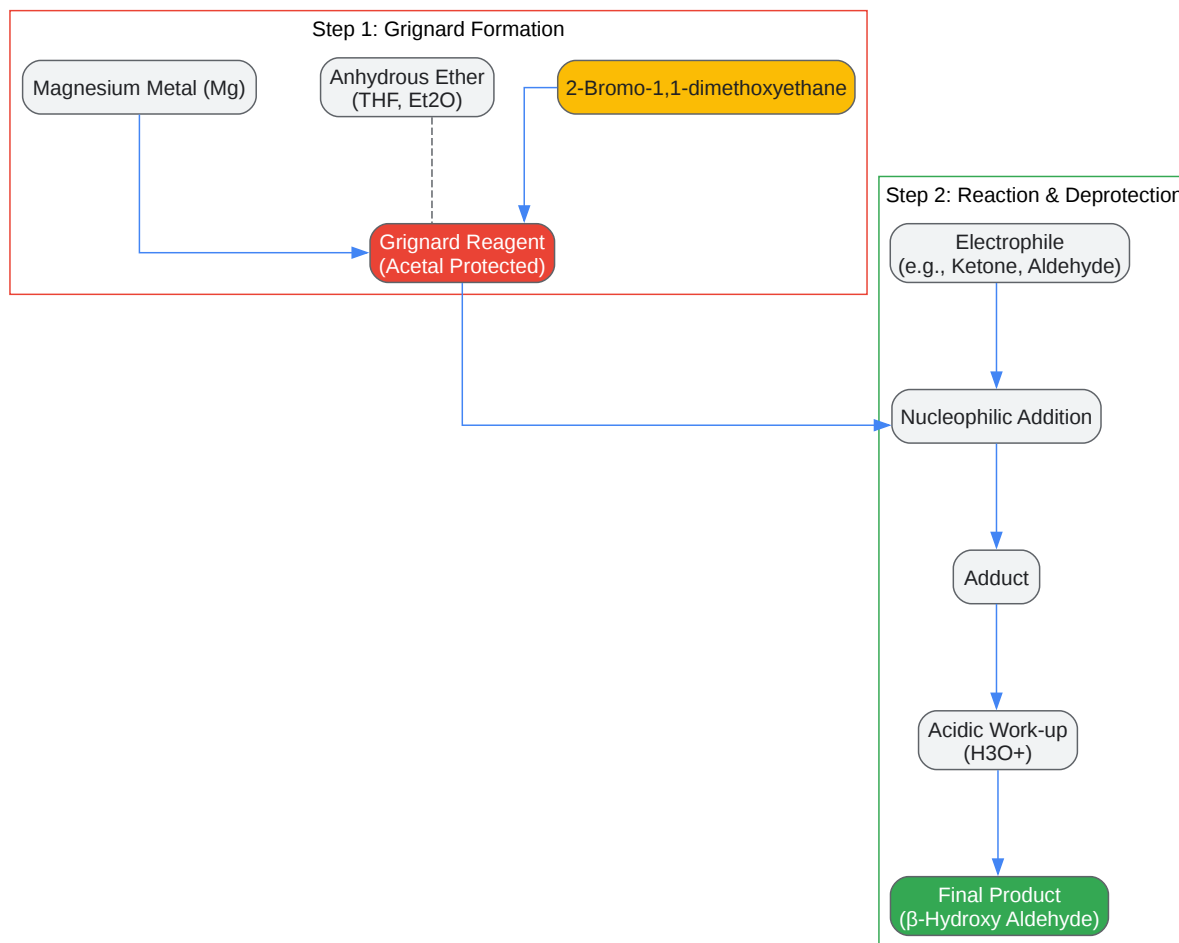 Step 1: Grignard Formation
Magnesium Metal (Mg)
Anhydrous Ether
(THF, Et2O)
2-Bromo-1,1-dimethoxyethane
Grignard Reagent
(Acetal Protected)
Step 2: Reaction & Deprotection
Electrophile
(e.g., Ketone, Aldehyde)
Nucleophilic Addition
Adduct
Acidic Work-up
(H3O+)
Final Product
(β-Hydroxy Aldehyde)